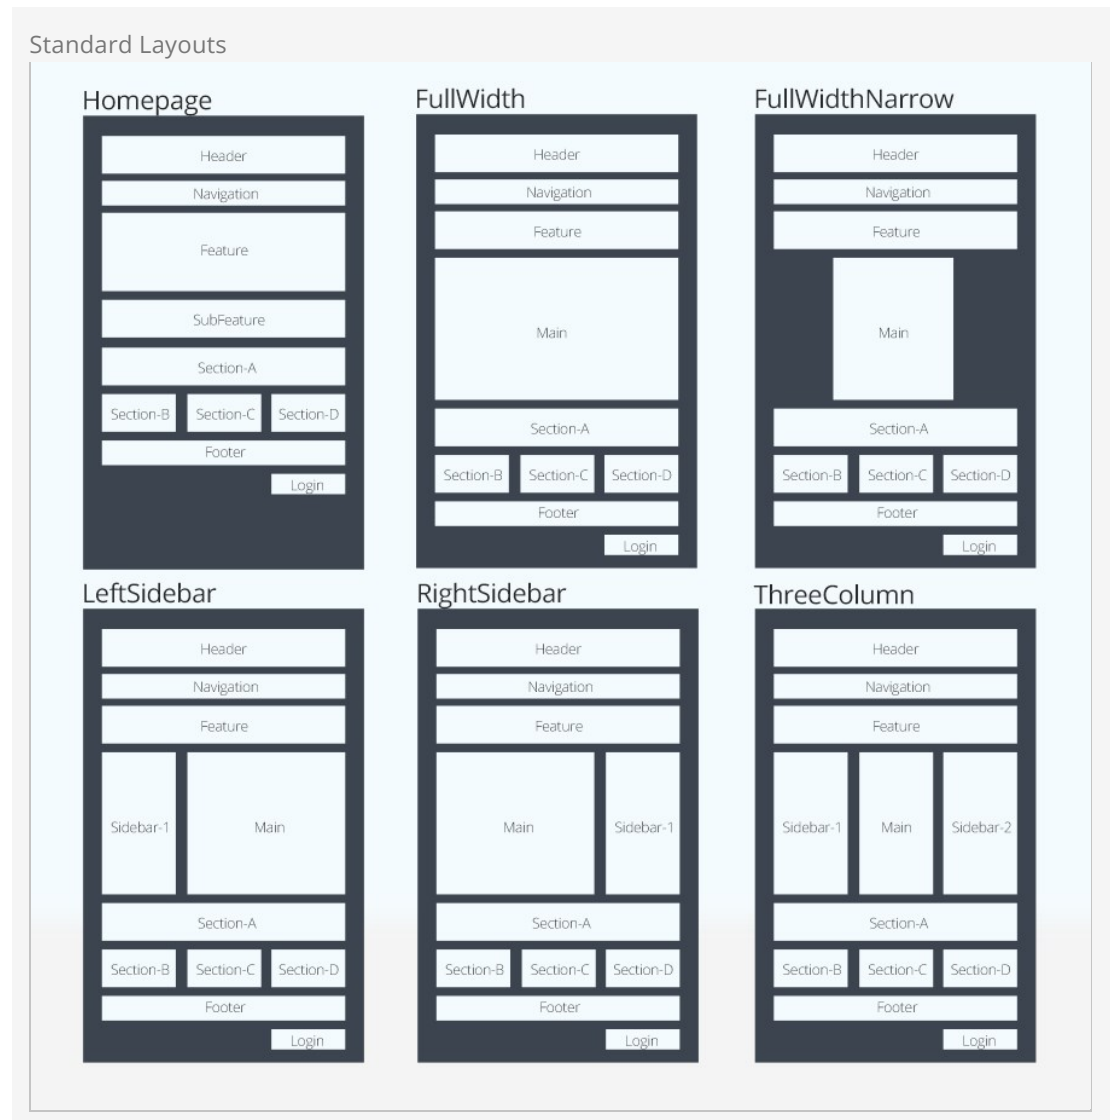 Standard Layouts
Homepage
Header
Navigation
Feature
SubFeature
Section-A
Section-B Section-C Section-D
Footer
Login
FullWidth
Header
Navigation
Feature
Main
Section-A
Section-B Section-C Section-D
Footer
Login
FullWidthNarrow
Header
Navigation
Feature
Main
Section-A
Section-B Section-C Section-D
Footer
Login
LeftSidebar
Header
Navigation
Feature
Sidebar-1 Main
Section-A
Section-B Section-C Section-D
Footer
Login
RightSidebar
Header
Navigation
Feature
Main Sidebar-1
Section-A
Section-B Section-C Section-D
Footer
Login
ThreeColumn
Header
Navigation
Feature
Sidebar-1 Main Sidebar-2
Section-A
Section-B Section-C Section-D
Footer
Login